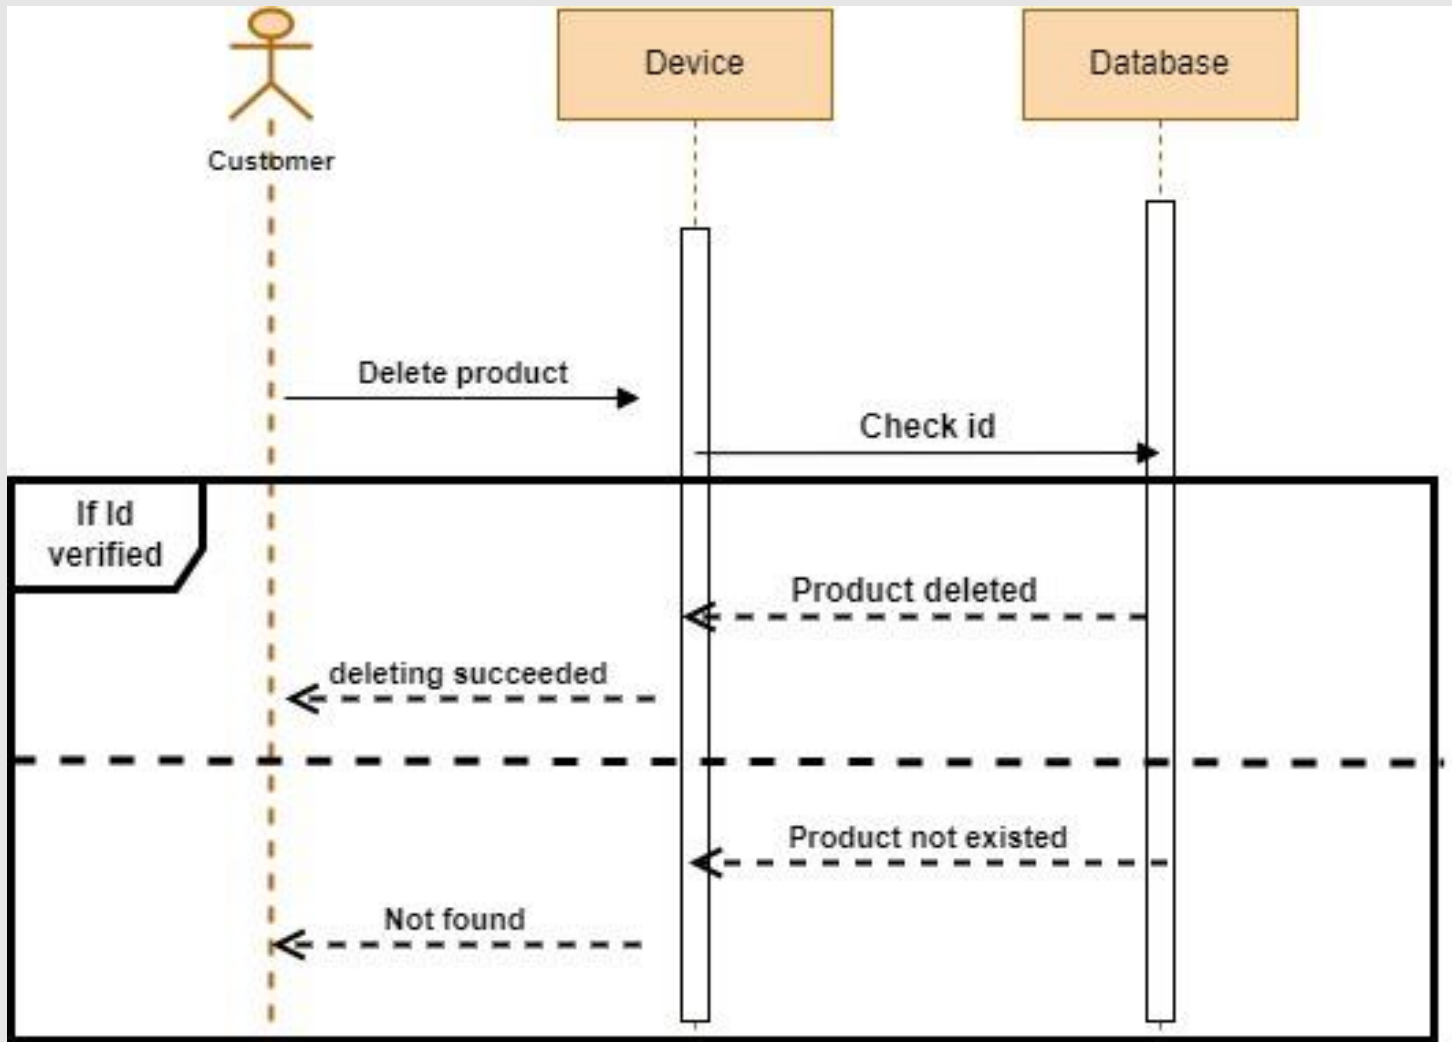 Device
Database
Customer
Delete product
Check id
If Id
verified
Product deleted
deleting succeeded
Product not existed
Not found